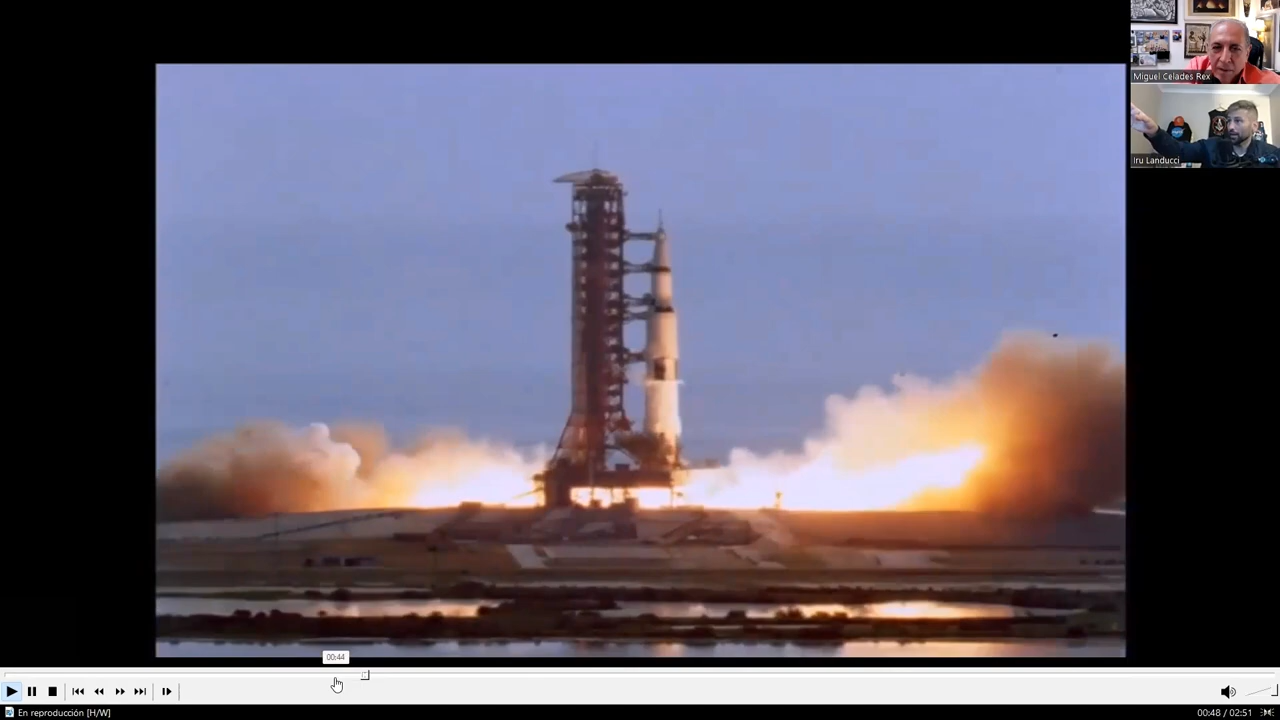 Miguel Celades Rex
Iru Landucci
00:44
En reproducción [H/W]
00:48 / 02:51